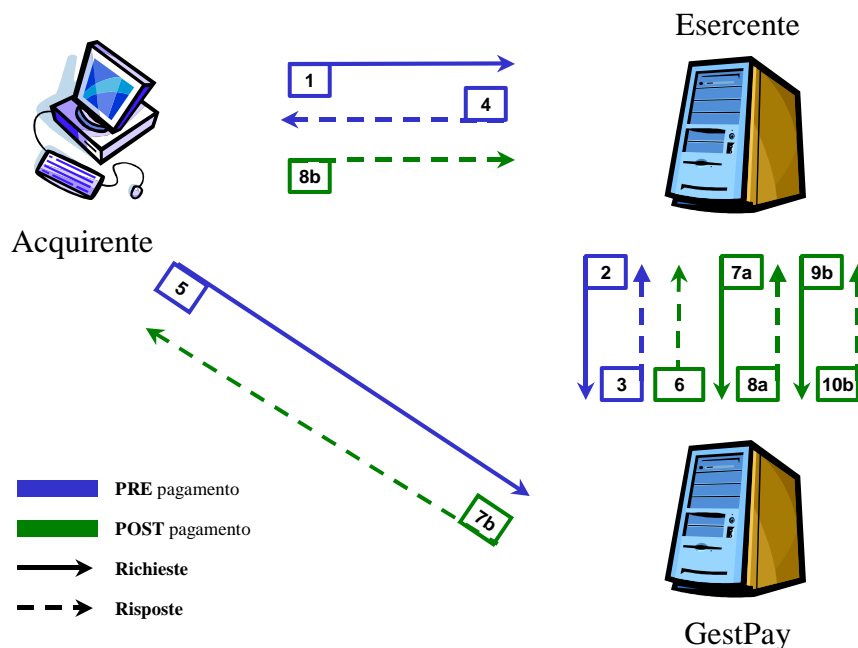 Esercente
1
4
8b
Acquirente
2
7a
9b
5
3
6
8a
10b
PRE pagamento
7b
POST pagamento
Richieste
Risposte
GestPay